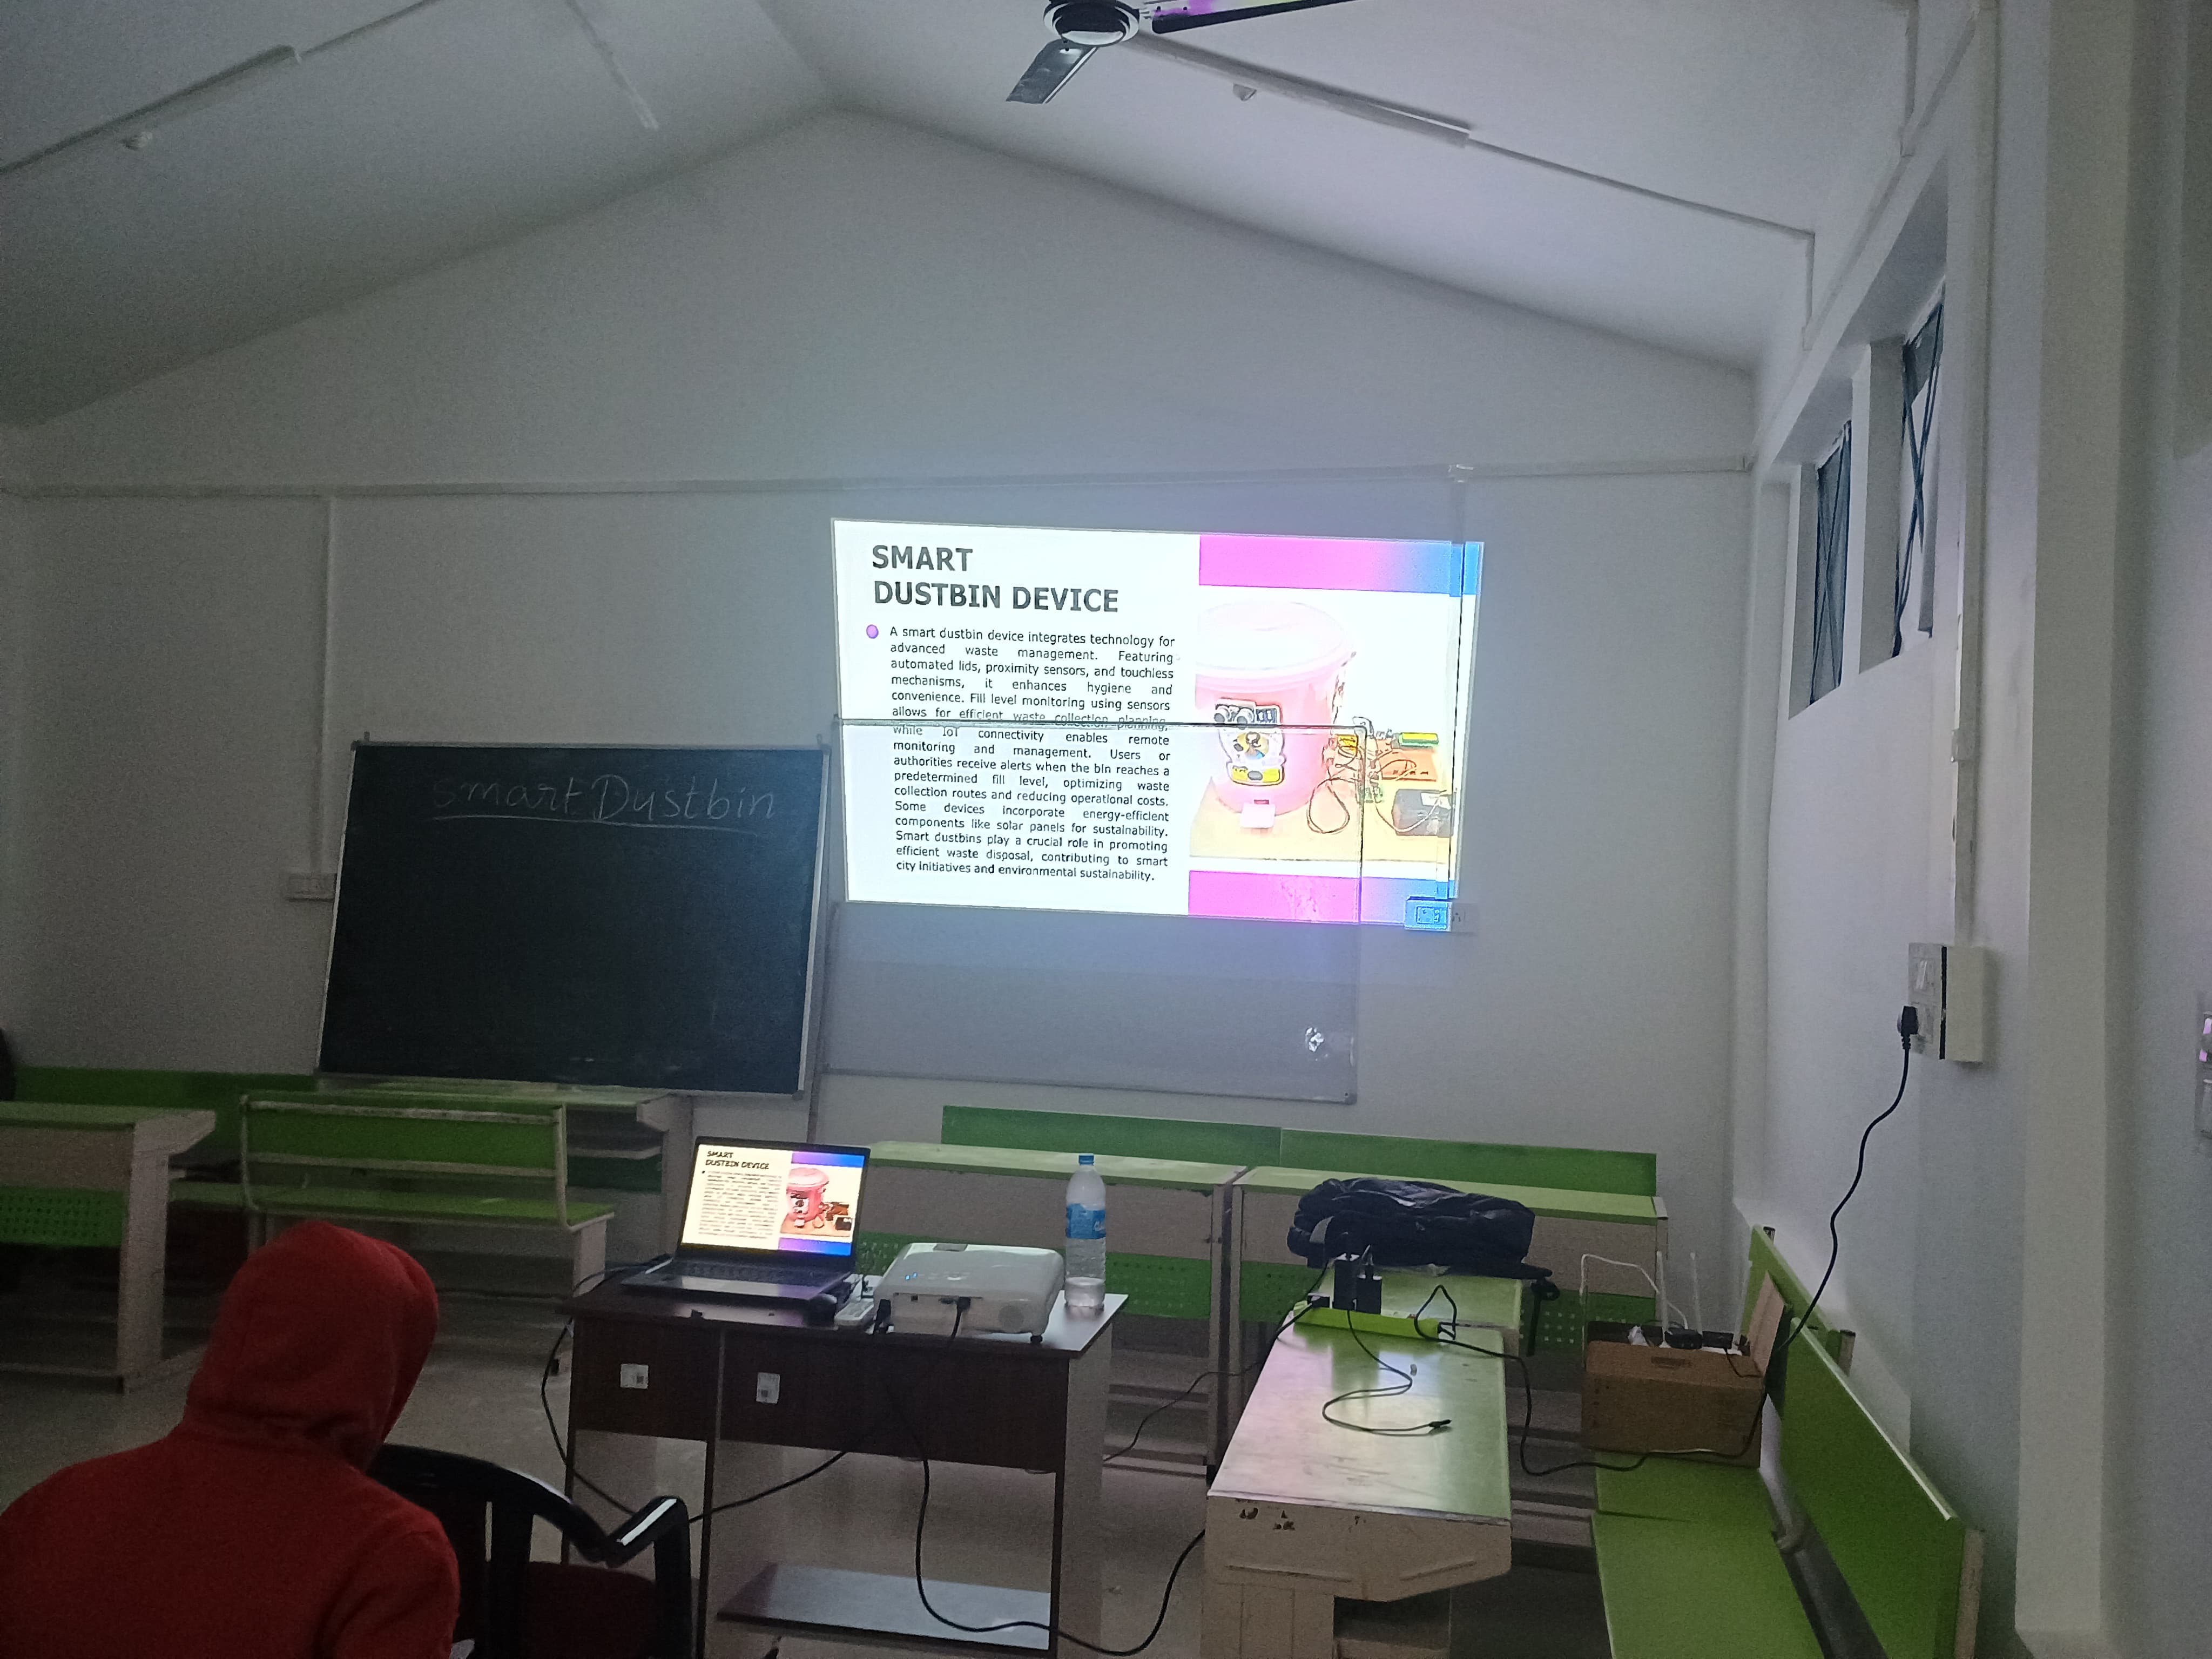 SMART
DUSTBIN DEVICE
A smart dustbin device integrates technology for
advanced waste management. Featuring
automated lids, proximity sensors, and touchless
mechanisms, it enhances hygiene and
convenience. Fill level monitoring using sensors
allows for efficient waste collection planning,
while IoT connectivity enables remote
monitoring and management. Users or
authorities receive alerts when the bin reaches a
predetermined fill level, optimizing waste
collection routes and reducing operational costs.
Some devices incorporate energy-efficient
components like solar panels for sustainability.
Smart dustbins play a crucial role in promoting
efficient waste disposal, contributing to smart
city initiatives and environmental sustainability.
smart Dustbin
SMART
DUSTBIN DEVICE